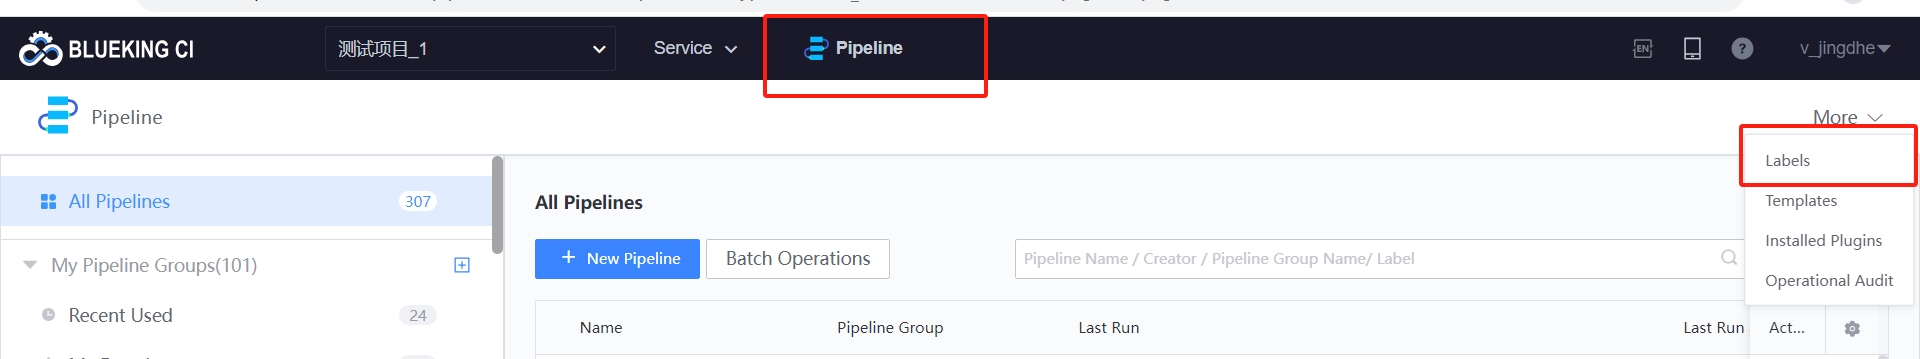 BLUEKING CI
测试项目_1
Service
Pipeline
EN
?
v_jingdhe
Pipeline
More
Labels
Templates
Installed Plugins
Operational Audit
All Pipelines
307
My Pipeline Groups(101)
Recent Used
24
All Pipelines
+ New Pipeline
Batch Operations
Pipeline Name / Creator / Pipeline Group Name/ Label
Name
Pipeline Group
Last Run
Last Run
Act...